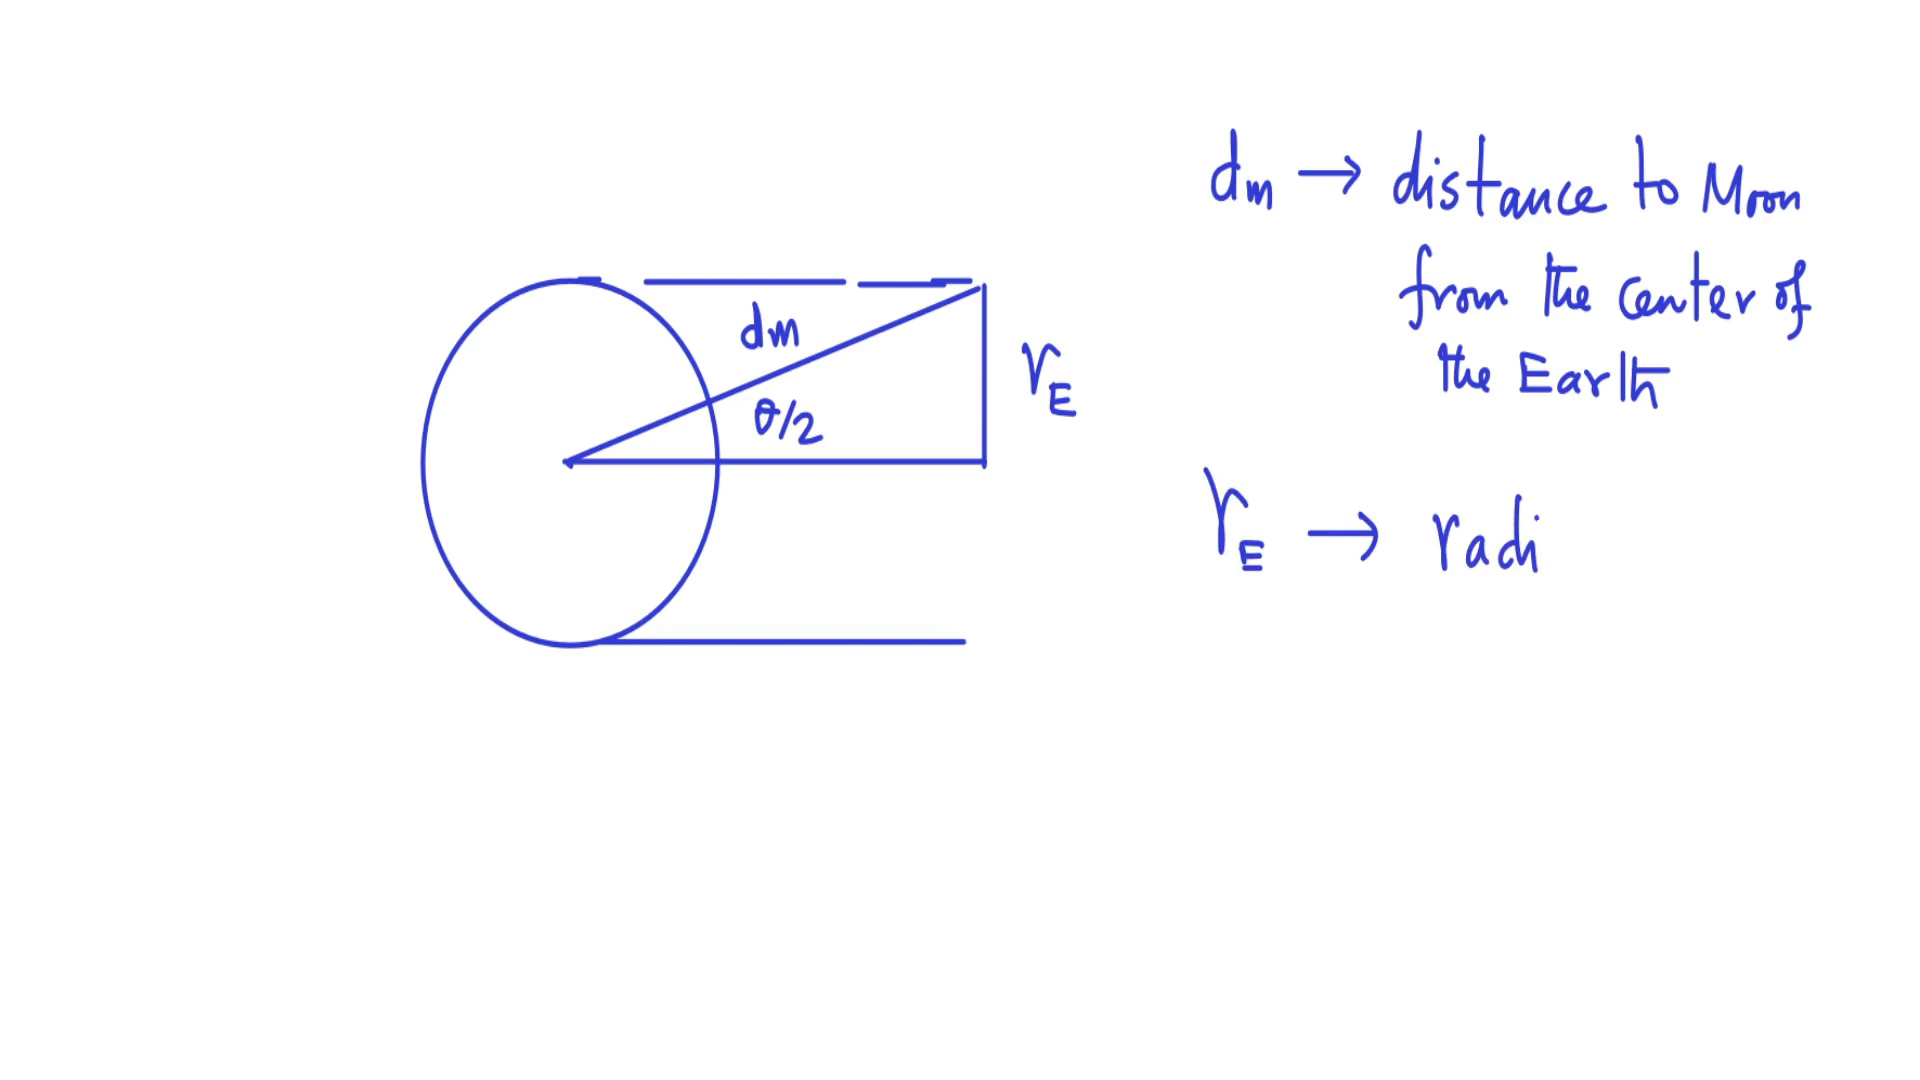 dm → distance to Moon
from the center of
the Earth
dm
θ/2
rE
rE → radi